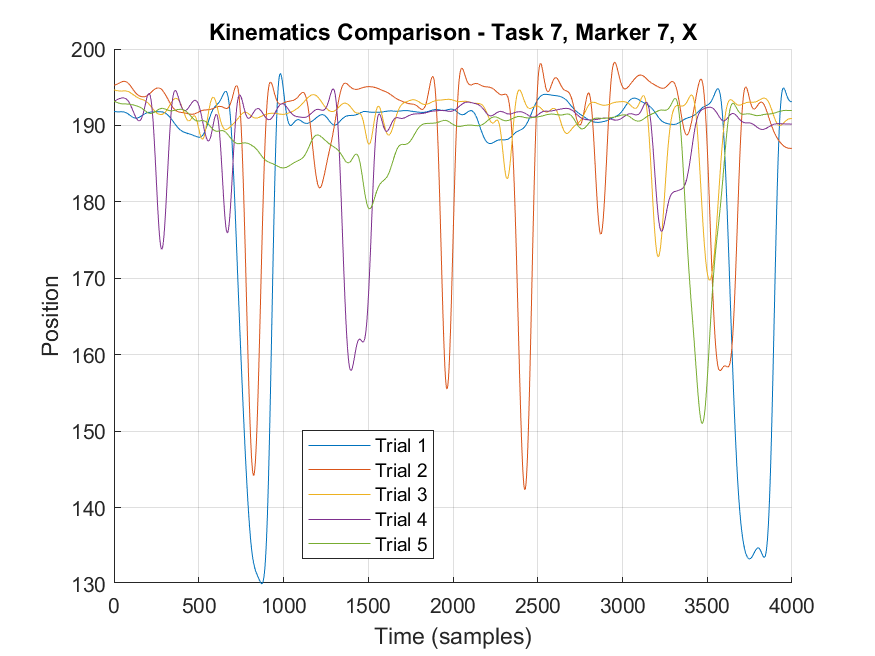 Kinematics Comparison - Task 7, Marker 7, X
200
190
180
170
160
150
140
130
Position
Trial 1
Trial 2
Trial 3
Trial 4
Trial 5
0 500 1000 1500 2000 2500 3000 3500 4000
Time (samples)